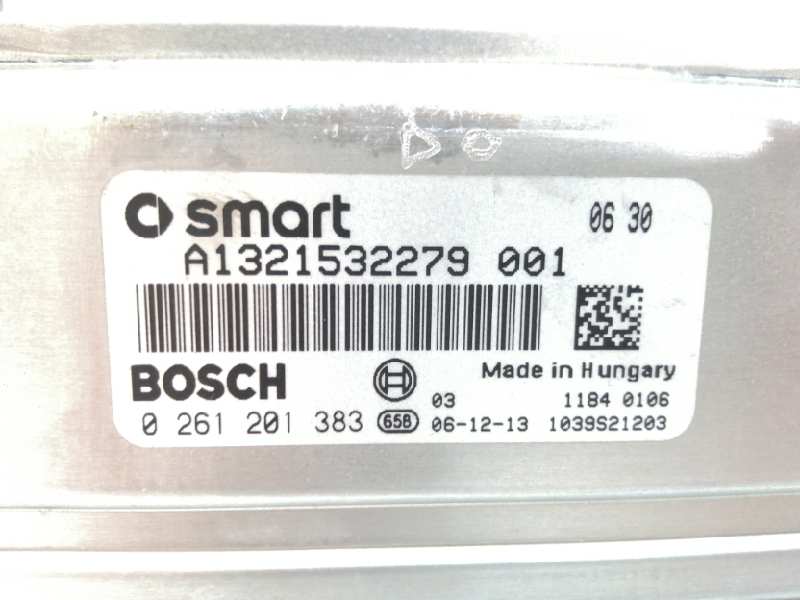 smart 06 30
A1321532279 001
BOSCH Made in Hungary
03 1184 0106
0 261 201 383 658 06-12-13 1039S21203